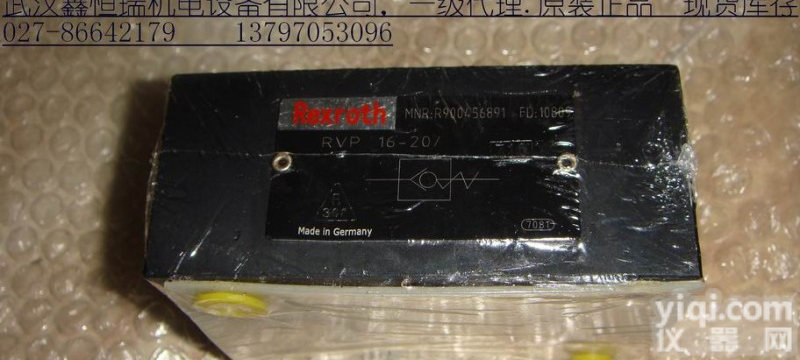 武汉鑫恒瑞机电设备有限公司, 一级代理.原装正品 现货库存
027-86642179 13797053096
Rexroth MNR:R900456891 FD:10B09
RVP 16-20/
Made in Germany
7081
yiqi.com
仪器网